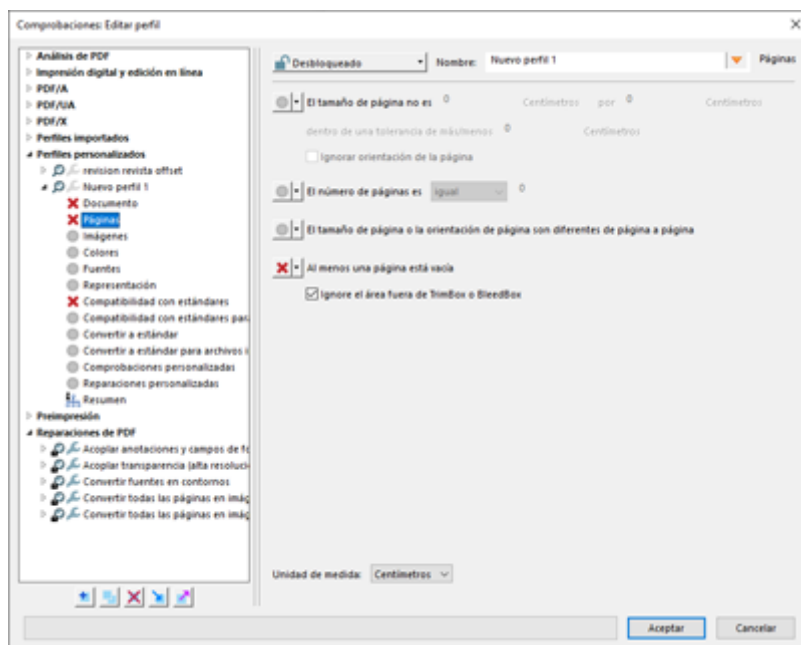 Comprobaciones: Editar perfil
Análisis de PDF
Impresión digital y edición en línea
PDF/A
PDF/UA
PDF/X
Perfiles importados
Perfiles personalizados
revision revista offset
Nuevo perfil 1
Documento
Páginas
Imágenes
Colores
Fuentes
Representación
Compatibilidad con estándares
Compatibilidad con estándares par
Convertir a estándar
Convertir a estándar para archivos i
Comprobaciones personalizadas
Reparaciones personalizadas
Resumen
Preimpresión
Reparaciones de PDF
Acoplar anotaciones y campos de fo
Acoplar transparencia (alta resoluci
Convertir fuentes en contornos
Convertir todas las páginas en imág
Convertir todas las páginas en imág
Desbloqueado Nombre: Nuevo perfil 1 Páginas
El tamaño de página no es 0 Centímetros por 0 Centímetros
dentro de una tolerancia de más/menos 0 Centímetros
Ignorar orientación de la página
El número de páginas es igual 0
El tamaño de página o la orientación de página son diferentes de página a página
Al menos una página está vacía
Ignore el área fuera de TrimBox o BleedBox
Unidad de medida: Centímetros
Aceptar Cancelar